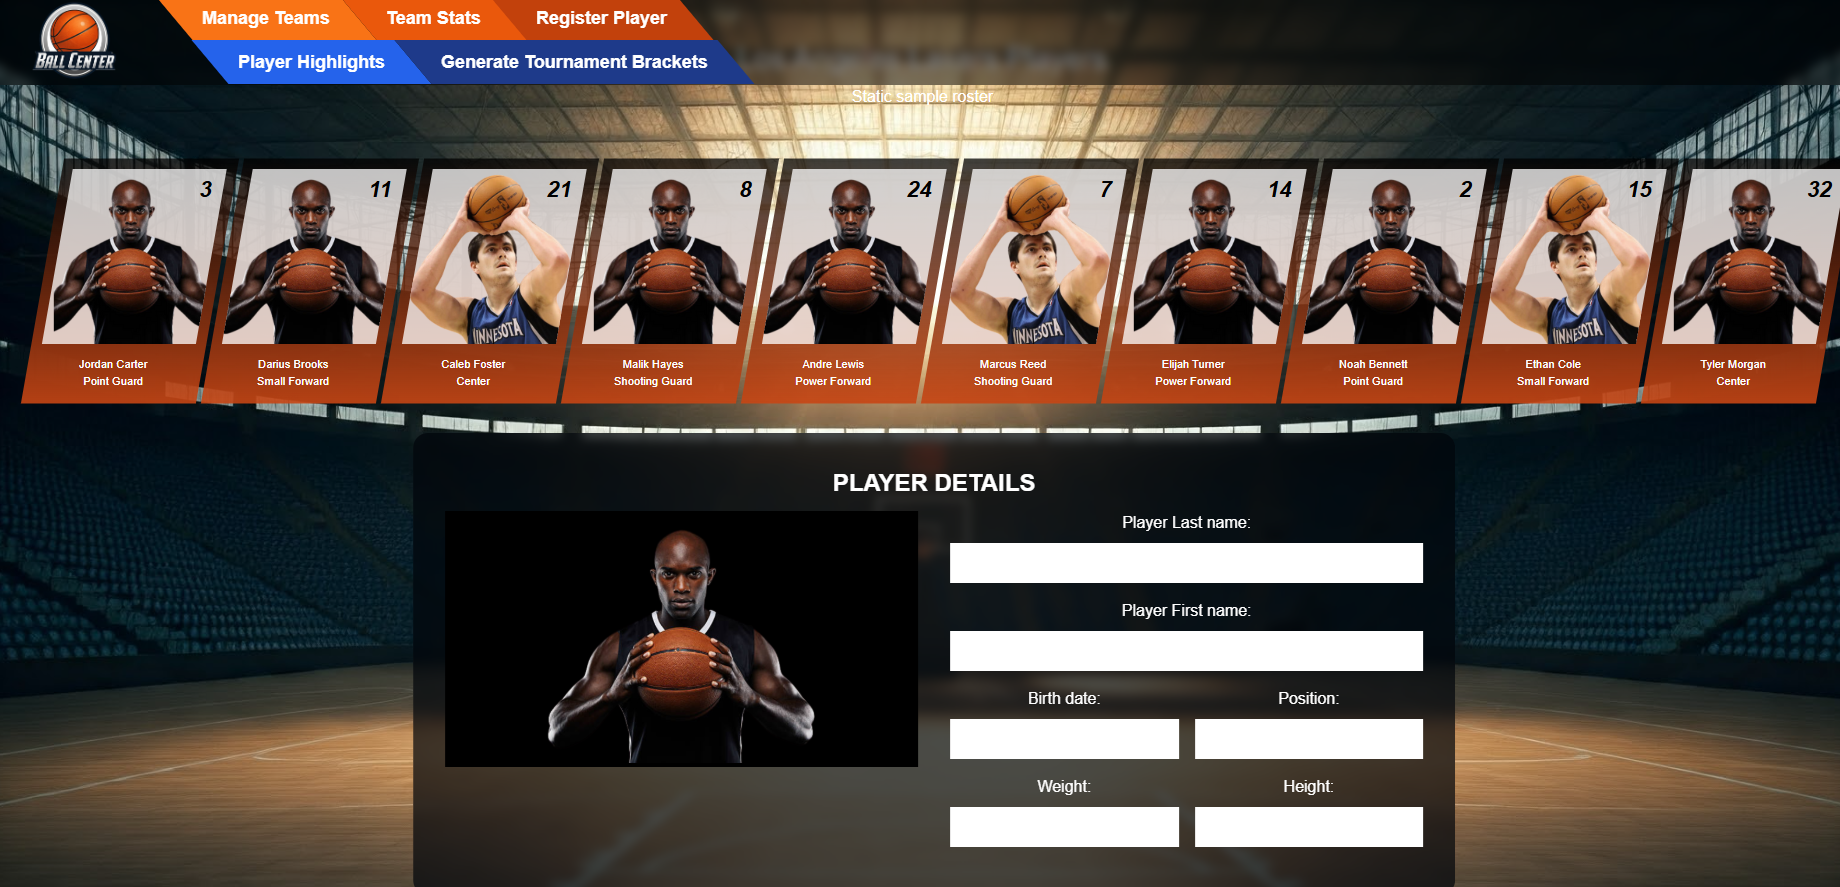 BALL CENTER
Manage Teams
Team Stats
Register Player
Player Highlights
Generate Tournament Brackets
Static sample roster
3
11
21
8
24
7
14
2
15
32
MINNESOTA
MINNESOTA
MINNESOTA
Jordan Carter
Point Guard
Darius Brooks
Small Forward
Caleb Foster
Center
Malik Hayes
Shooting Guard
Andre Lewis
Power Forward
Marcus Reed
Shooting Guard
Elijah Turner
Power Forward
Noah Bennett
Point Guard
Ethan Cole
Small Forward
Tyler Morgan
Center
PLAYER DETAILS
Player Last name:
Player First name:
Birth date:
Position:
Weight:
Height: